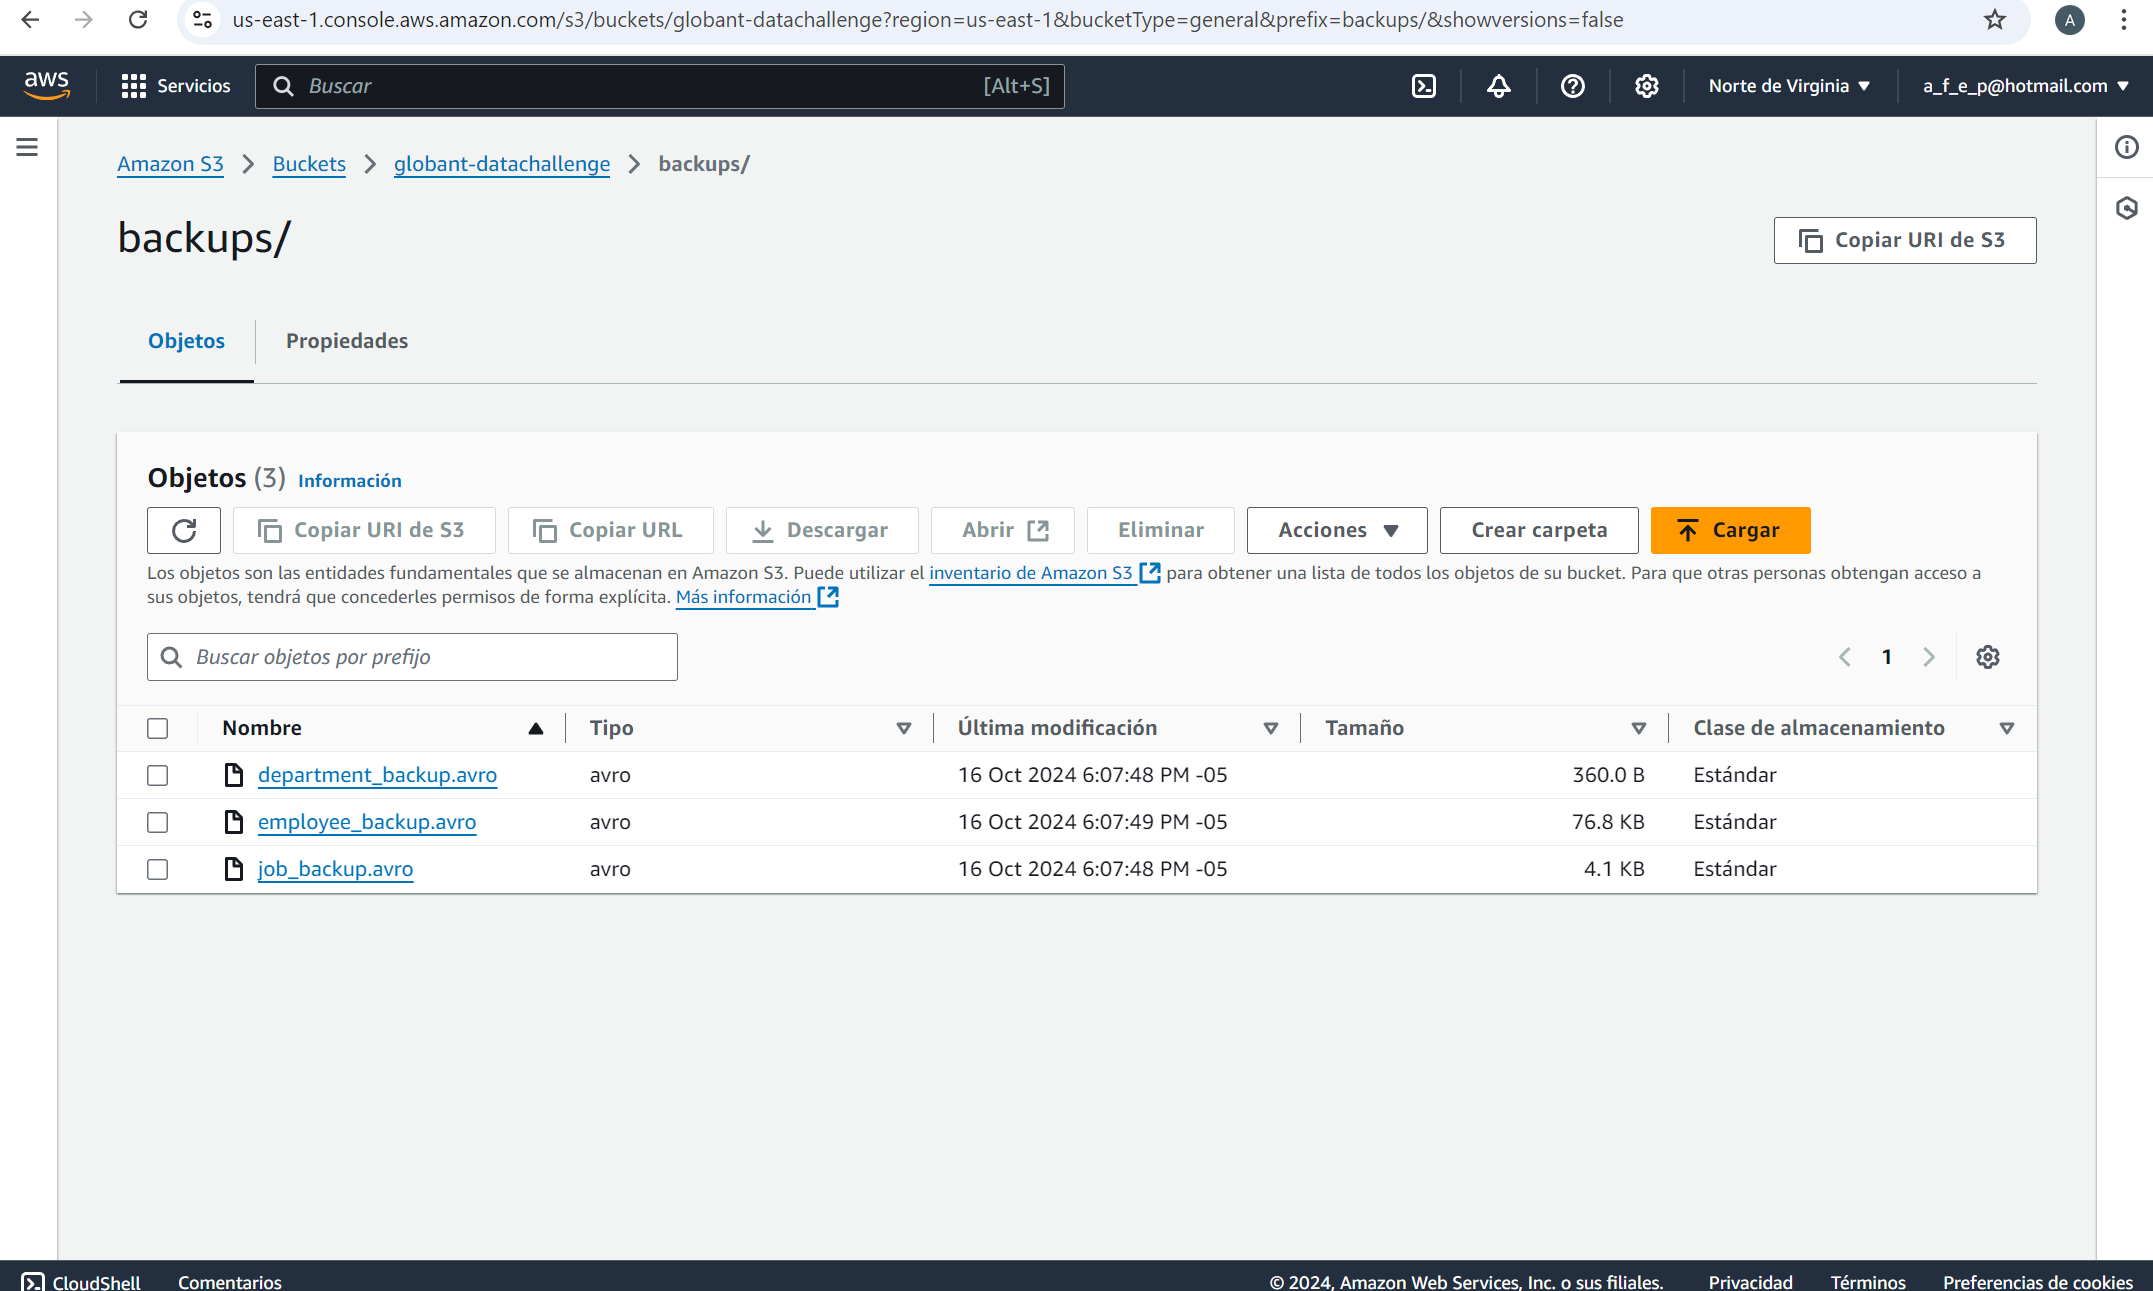 us-east-1.console.aws.amazon.com/s3/buckets/globant-datachallenge?region=us-east-1&bucketType=general&prefix=backups/&showversions=false
A
aws
Servicios
Buscar
[Alt+S]
Norte de Virginia
a_f_e_p@hotmail.com
Amazon S3 > Buckets > globant-datachallenge > backups/
backups/
Copiar URI de S3
Objetos
Propiedades
Objetos (3) Información
Copiar URI de S3
Copiar URL
Descargar
Abrir
Eliminar
Acciones
Crear carpeta
Cargar
Los objetos son las entidades fundamentales que se almacenan en Amazon S3. Puede utilizar el inventario de Amazon S3 para obtener una lista de todos los objetos de su bucket. Para que otras personas obtengan acceso a
sus objetos, tendrá que concederles permisos de forma explícita. Más información
Buscar objetos por prefijo
1
Nombre Tipo Última modificación Tamaño Clase de almacenamiento
department_backup.avro avro 16 Oct 2024 6:07:48 PM -05 360.0 B Estándar
employee_backup.avro avro 16 Oct 2024 6:07:49 PM -05 76.8 KB Estándar
job_backup.avro avro 16 Oct 2024 6:07:48 PM -05 4.1 KB Estándar
CloudShell Comentarios © 2024, Amazon Web Services, Inc. o sus filiales. Privacidad Términos Preferencias de cookies